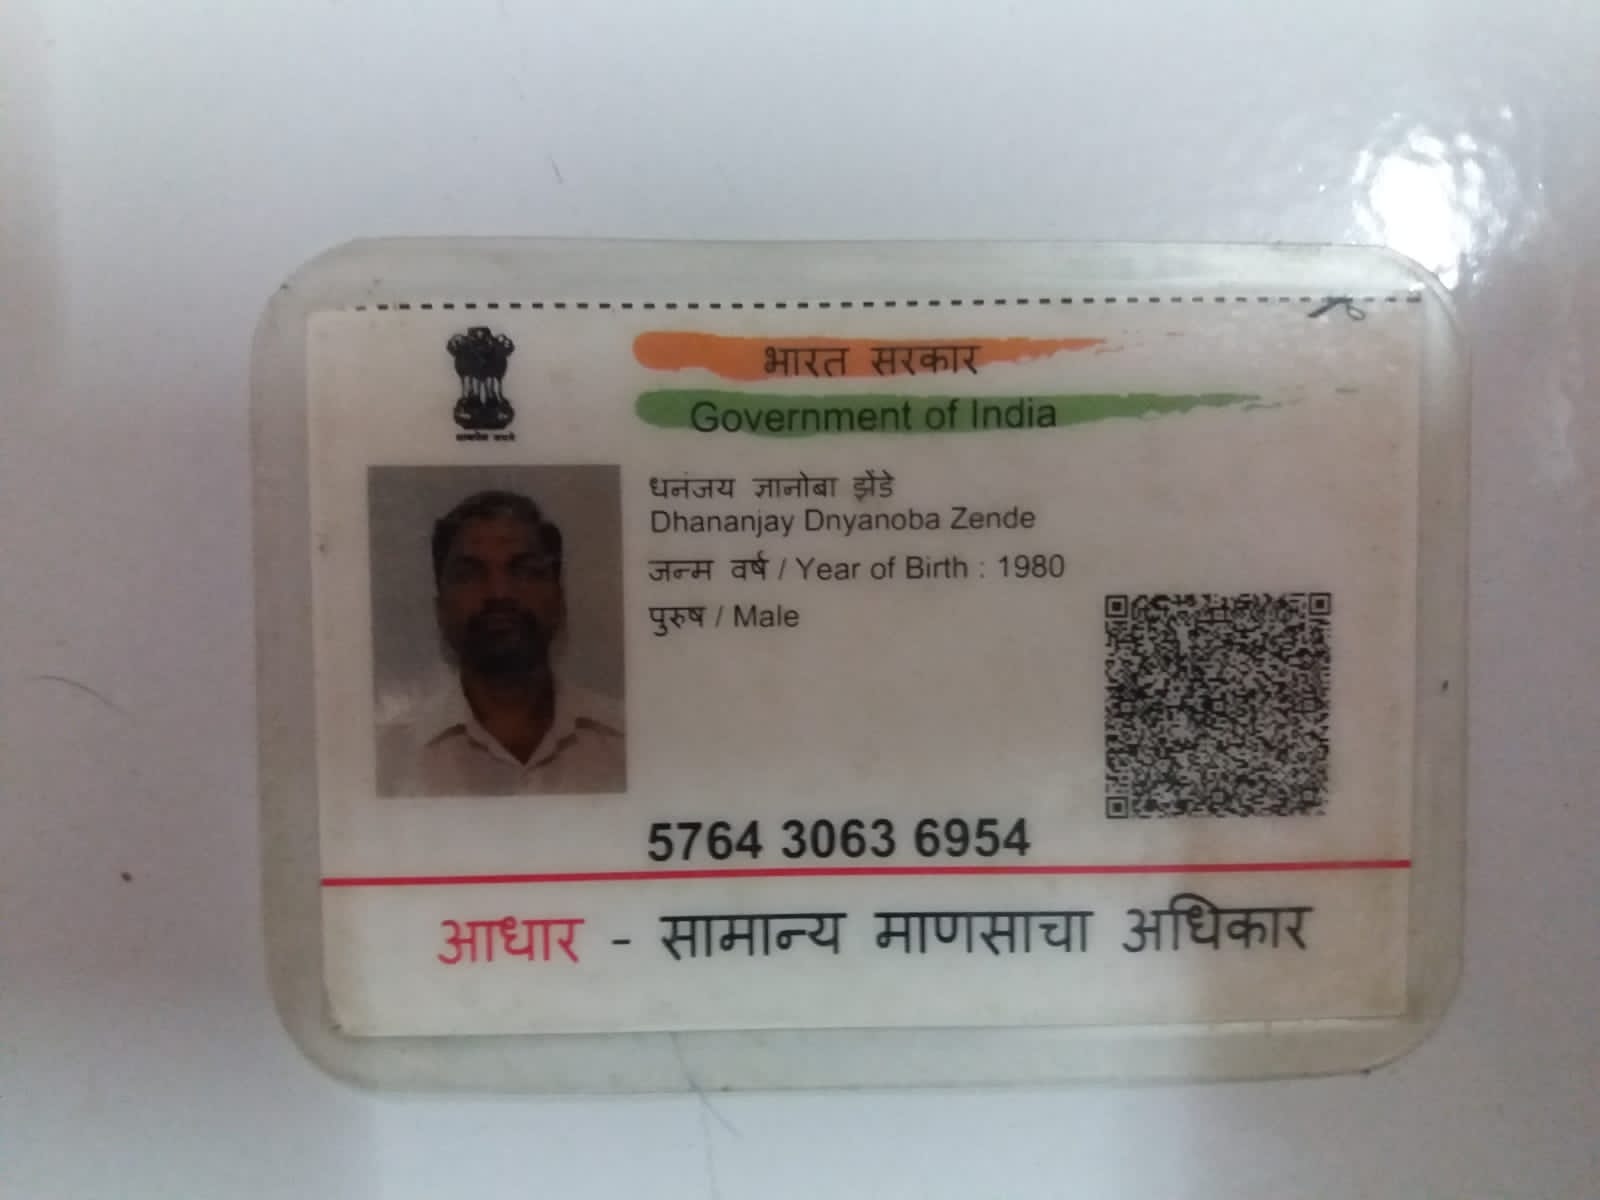 भारत सरकार
Government of India
धनंजय ज्ञानोबा झेंडे
Dhananjay Dnyanoba Zende
जन्म वर्ष / Year of Birth : 1980
पुरुष / Male
5764 3063 6954
आधार - सामान्य माणसाचा अधिकार